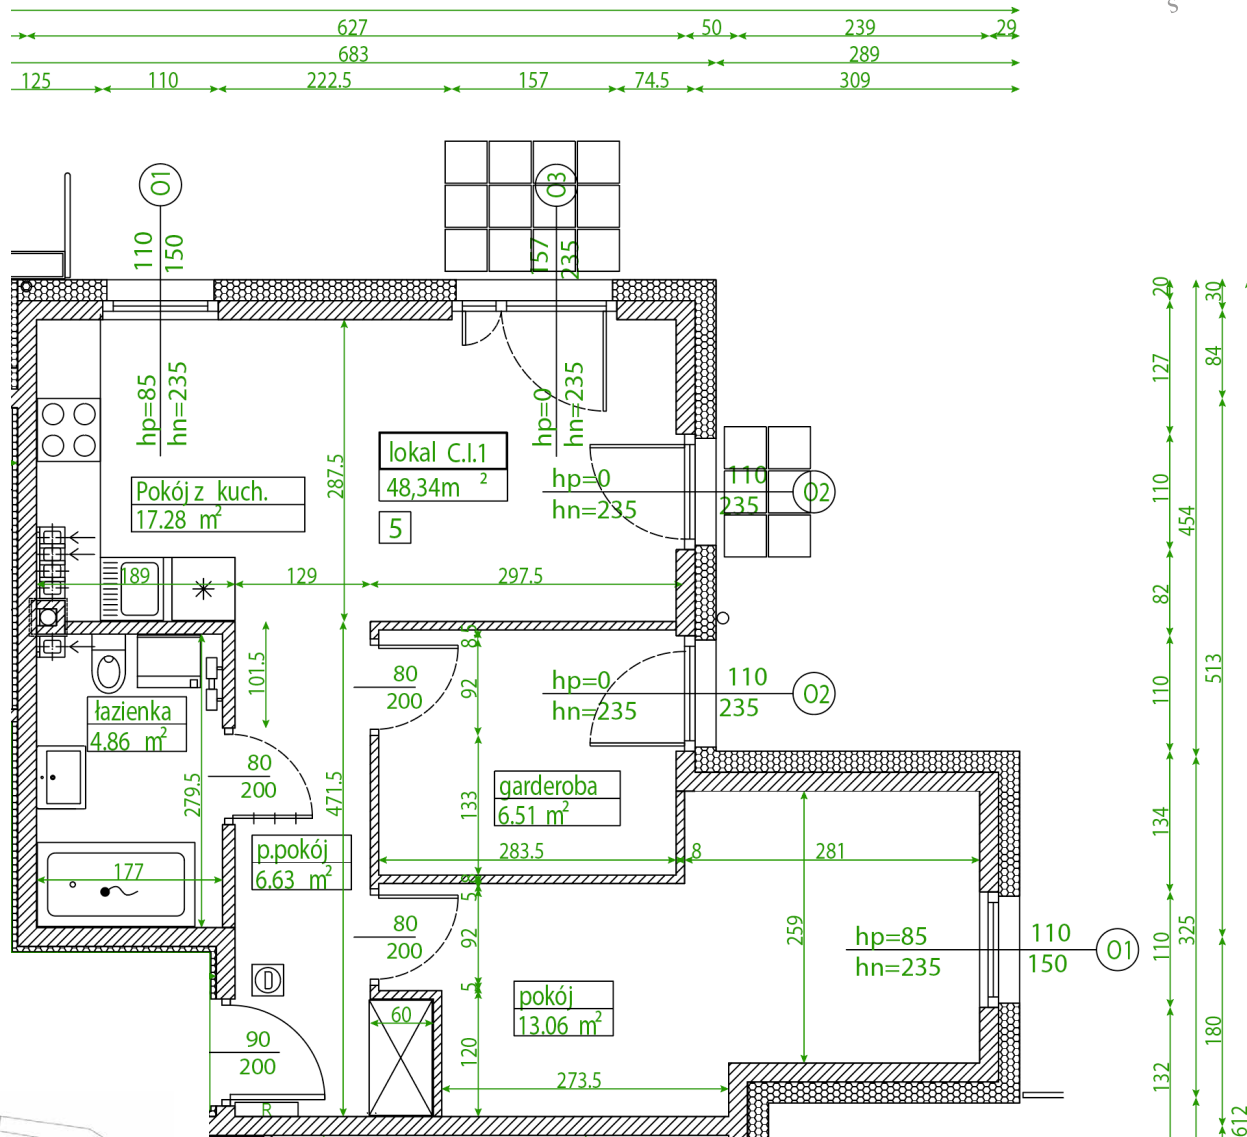 627 50 239 29
683 289
125 110 222.5 157 74.5 309
O1
110
150
O3
157
235
hp=85
hn=235
hp=0
hn=235
lokal C.I.1
48,34m²
5
Pokój z kuch.
17.28 m²
287.5
hp=0
hn=235
110
235
O2
189 129 297.5
101.5
8.5
80
200
92
hp=0
hn=235
110
235
O2
łazienka
4.86 m²
279.5
80
200
471.5
133
garderoba
6.51 m²
p.pokój
6.63 m²
177
283.5 8 281
5
80
200
92
5
259
hp=85
hn=235
110
150
O1
D
pokój
13.06 m²
60
120
90
200
273.5
R
20
127
110
82
110
134
110
132
454
325
30
84
513
180
612